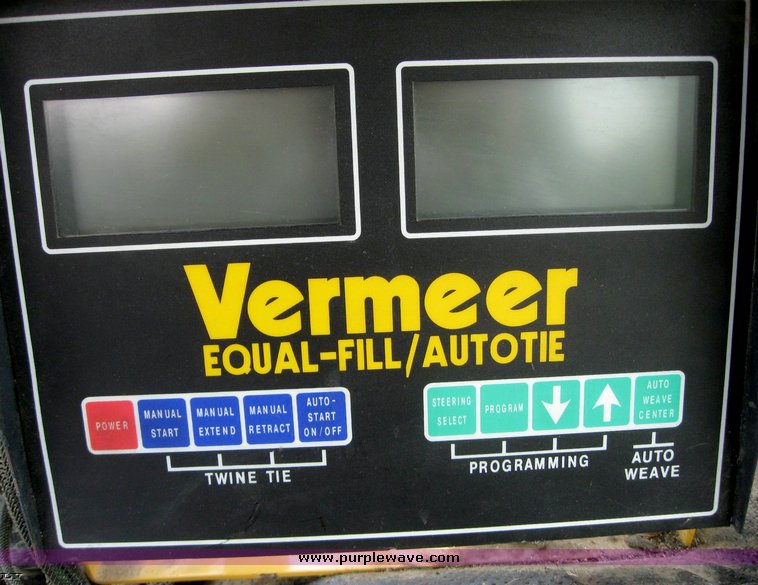 Vermeer
EQUAL-FILL/AUTOTIE
POWER
MANUAL
START
MANUAL
EXTEND
MANUAL
RETRACT
AUTO-
START
ON/OFF
TWINE TIE
STEERING
SELECT
PROGRAM
AUTO
WEAVE
CENTER
PROGRAMMING
AUTO
WEAVE
www.purplewave.com